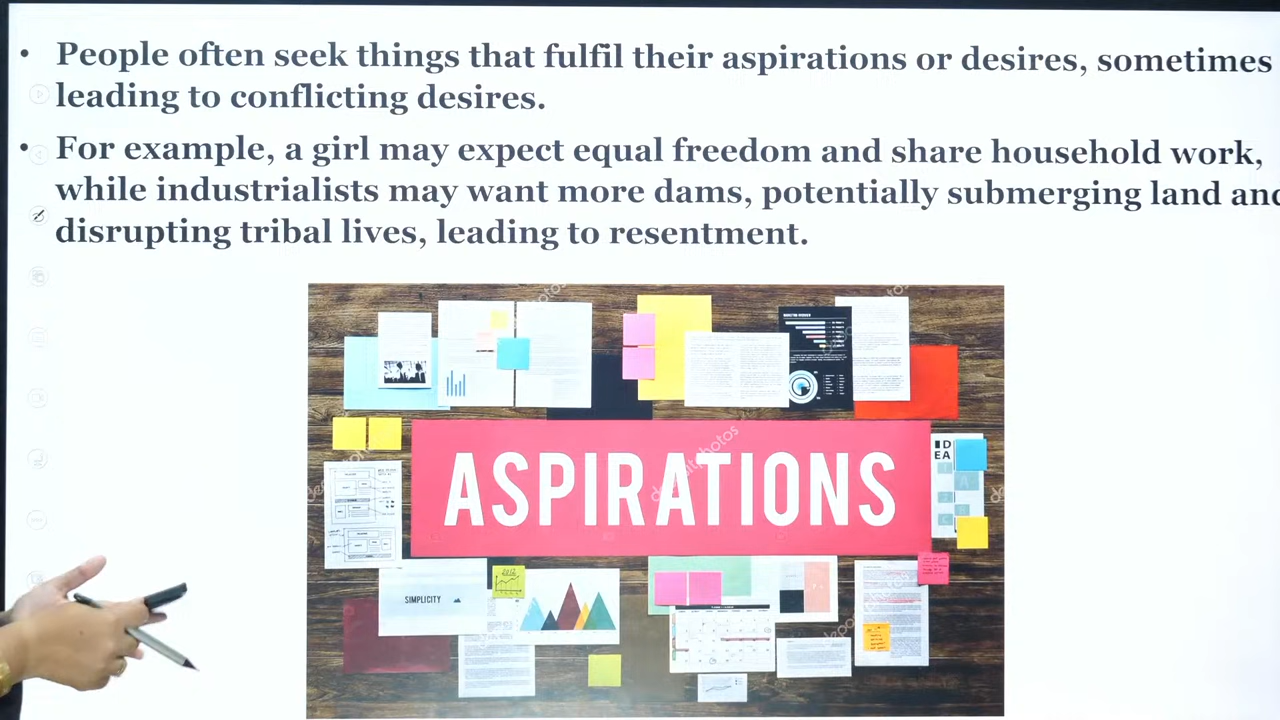 • People often seek things that fulfil their aspirations or desires, sometimes
leading to conflicting desires.
• For example, a girl may expect equal freedom and share household work,
while industrialists may want more dams, potentially submerging land and
disrupting tribal lives, leading to resentment.
ASPIRATIONS
SIMPLICITY